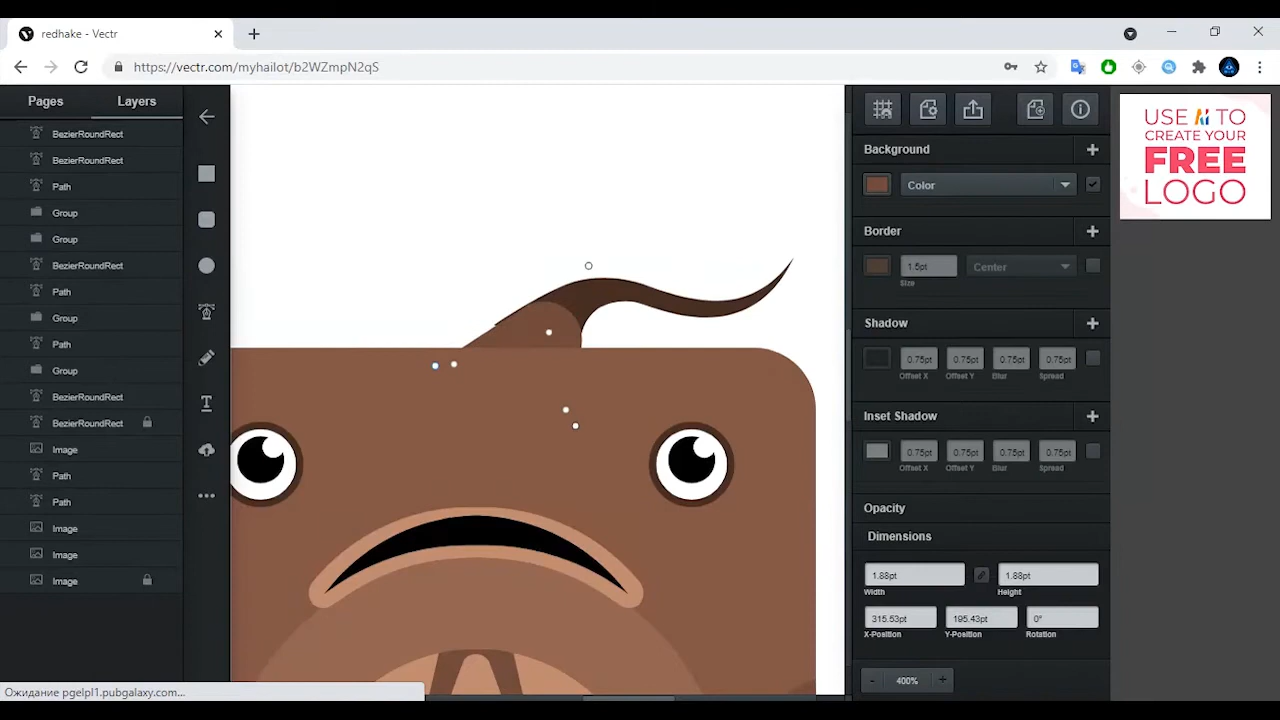 redhake - Vectr
https://vectr.com/myhailot/b2WZmpN2qS
Pages
Layers
BezierRoundRect
BezierRoundRect
Path
Group
Group
BezierRoundRect
Path
Group
Path
Group
BezierRoundRect
BezierRoundRect
Image
Path
Path
Image
Image
Image
T
Background
Color
Border
1.5pt
Center
Size
Shadow
0.75pt
0.75pt
0.75pt
0.75pt
Offset X
Offset Y
Blur
Spread
Inset Shadow
0.75pt
0.75pt
0.75pt
0.75pt
Offset X
Offset Y
Blur
Spread
Opacity
Dimensions
1.88pt
1.88pt
Width
Height
315.53pt
195.43pt
0°
X-Position
Y-Position
Rotation
- 400% +
USE Ai TO
CREATE YOUR
FREE
LOGO
Ожидание pgelpl1.pubgalaxy.com...